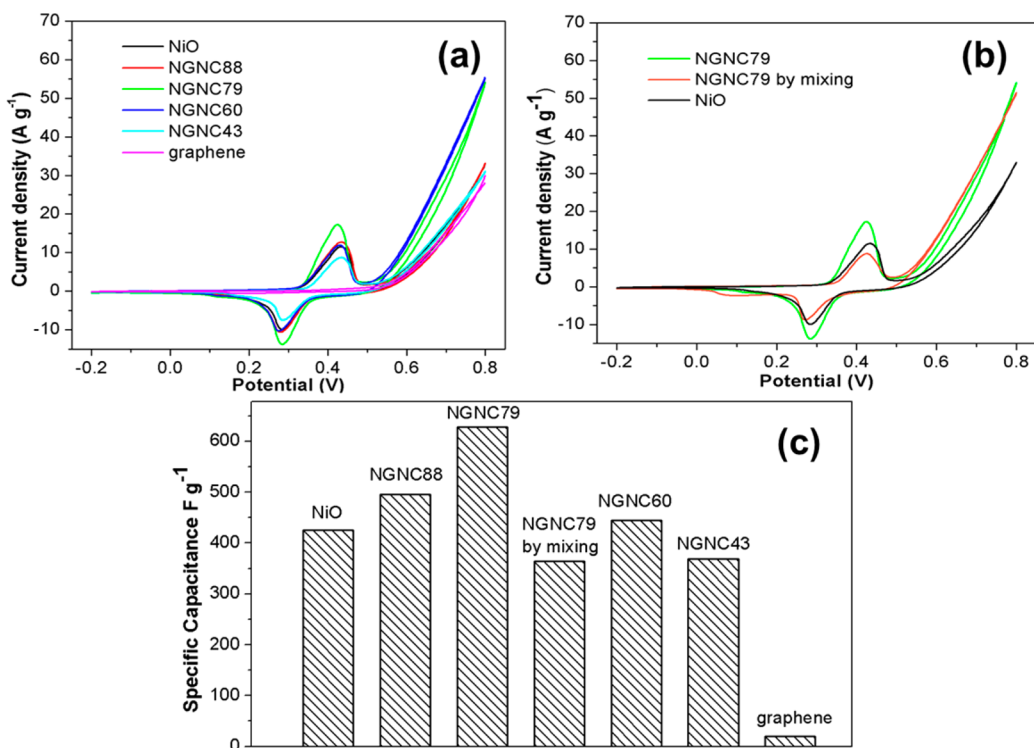 (a)
NiO
NGNC88
NGNC79
NGNC60
NGNC43
graphene
70
60
50
40
30
20
10
0
-10
-0.2 0.0 0.2 0.4 0.6 0.8
Current density (A g-1)
Potential (V)
(b)
NGNC79
NGNC79 by mixing
NiO
70
60
50
40
30
20
10
0
-10
-0.2 0.0 0.2 0.4 0.6 0.8
Current density (A g-1)
Potential (V)
(c)
NiO
NGNC88
NGNC79
NGNC79
by mixing
NGNC60
NGNC43
graphene
600
500
400
300
200
100
0
Specific Capacitance F g-1